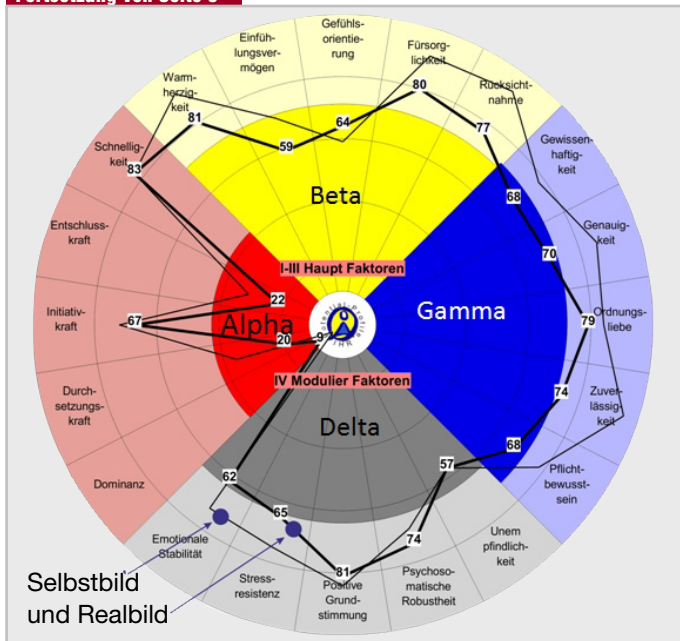 Fortsetzung von Seite 8
Gefühls-
orientie-
rung
Einfüh-
lungsver-
mögen
Fürsorg-
lichkeit
Warm-
herzig-
keit
Rücksicht-
nahme
80
81
64
77
59
Gewissen-
haftig-
keit
Schnellig-
keit
83
68
Beta
Genauig-
keit
Entschluss-
kraft
70
I-III Haupt Faktoren
22
Gamma
Initiativ-
kraft
67
Alpha
79
Ordnungs-
liebe
20
9
IV Modulier Faktoren
Durch-
setzungs-
kraft
74
Zuver-
lässig-
keit
Delta
68
Dominanz
57
Pflicht-
bewusst-
sein
62
65
74
Unem
pfindlich-
keit
Emotionale
Stabilität
81
Stress-
resistenz
Positive
Grund-
stimmung
Psychoso-
matische
Robustheit
Selbstbild
und Realbild